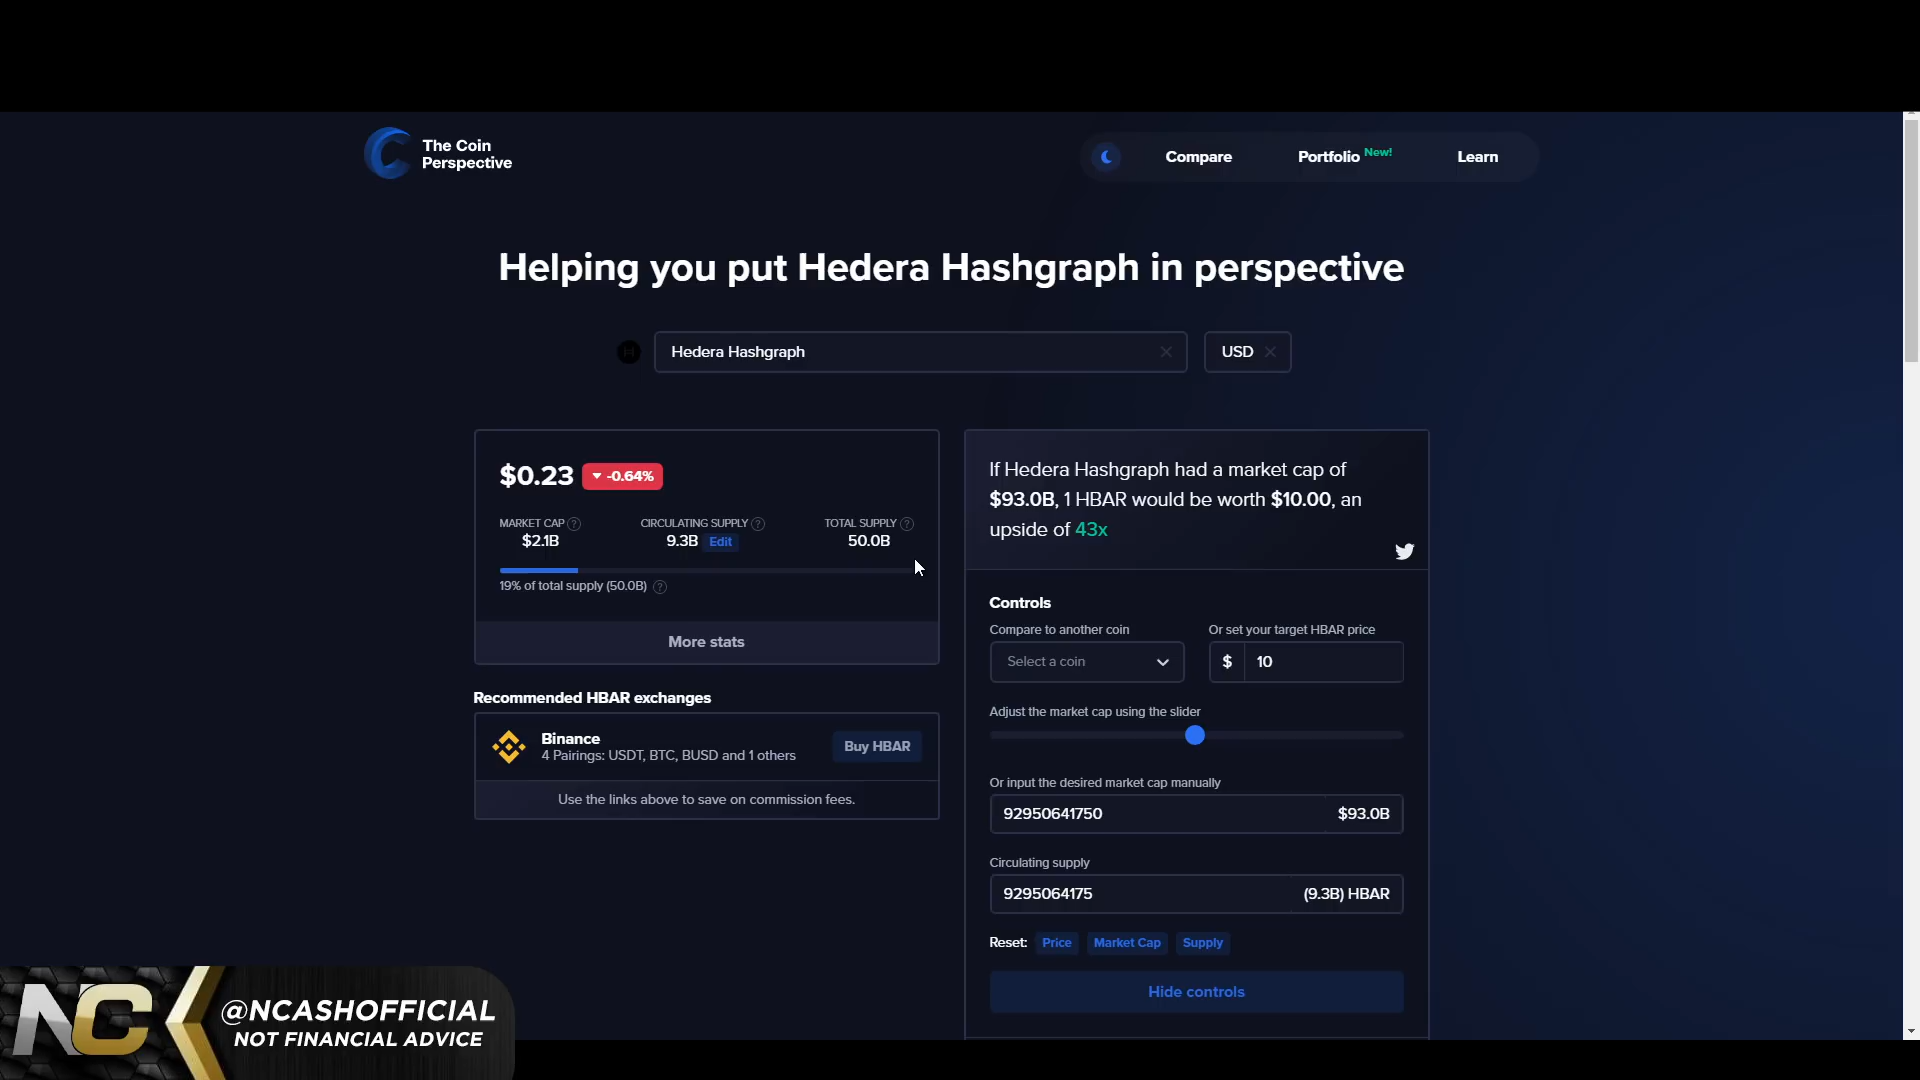 The Coin
Perspective
Compare
Portfolio New!
Learn
Helping you put Hedera Hashgraph in perspective
Hedera Hashgraph
USD
$0.23 -0.64%
MARKET CAP
$2.1B
CIRCULATING SUPPLY
9.3B Edit
TOTAL SUPPLY
50.0B
19% of total supply (50.0B)
More stats
Recommended HBAR exchanges
Binance
4 Pairings: USDT, BTC, BUSD and 1 others
Buy HBAR
Use the links above to save on commission fees.
If Hedera Hashgraph had a market cap of
$93.0B, 1 HBAR would be worth $10.00, an
upside of 43x
Controls
Compare to another coin
Select a coin
Or set your target HBAR price
$ 10
Adjust the market cap using the slider
Or input the desired market cap manually
92950641750 $93.0B
Circulating supply
9295064175 (9.3B) HBAR
Reset: Price Market Cap Supply
Hide controls
NC
@NCASHOFFICIAL
NOT FINANCIAL ADVICE